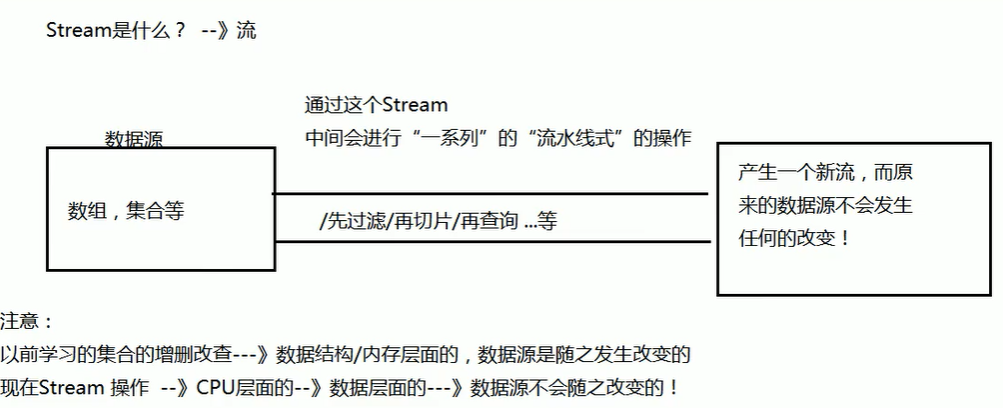 Stream是什么？ --》流
通过这个Stream
中间会进行“一系列”的“流水线式”的操作
数据源
数组，集合等
/先过滤/再切片/再查询 ...等
产生一个新流，而原
来的数据源不会发生
任何的改变！
注意：
以前学习的集合的增删改查---》数据结构/内存层面的，数据源是随之发生改变的
现在Stream 操作 --》CPU层面的--》数据层面的---》数据源不会随之改变的！